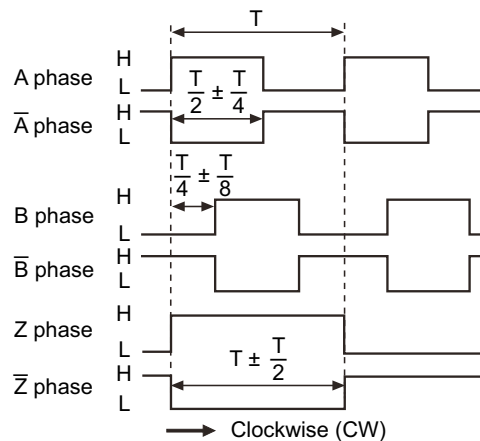 T
H
A phase
L
T/2 ± T/4
H
A̅ phase
L
T/4 ± T/8
H
B phase
L
H
B̅ phase
L
H
Z phase
L
T ± T/2
H
Z̅ phase
L
Clockwise (CW)